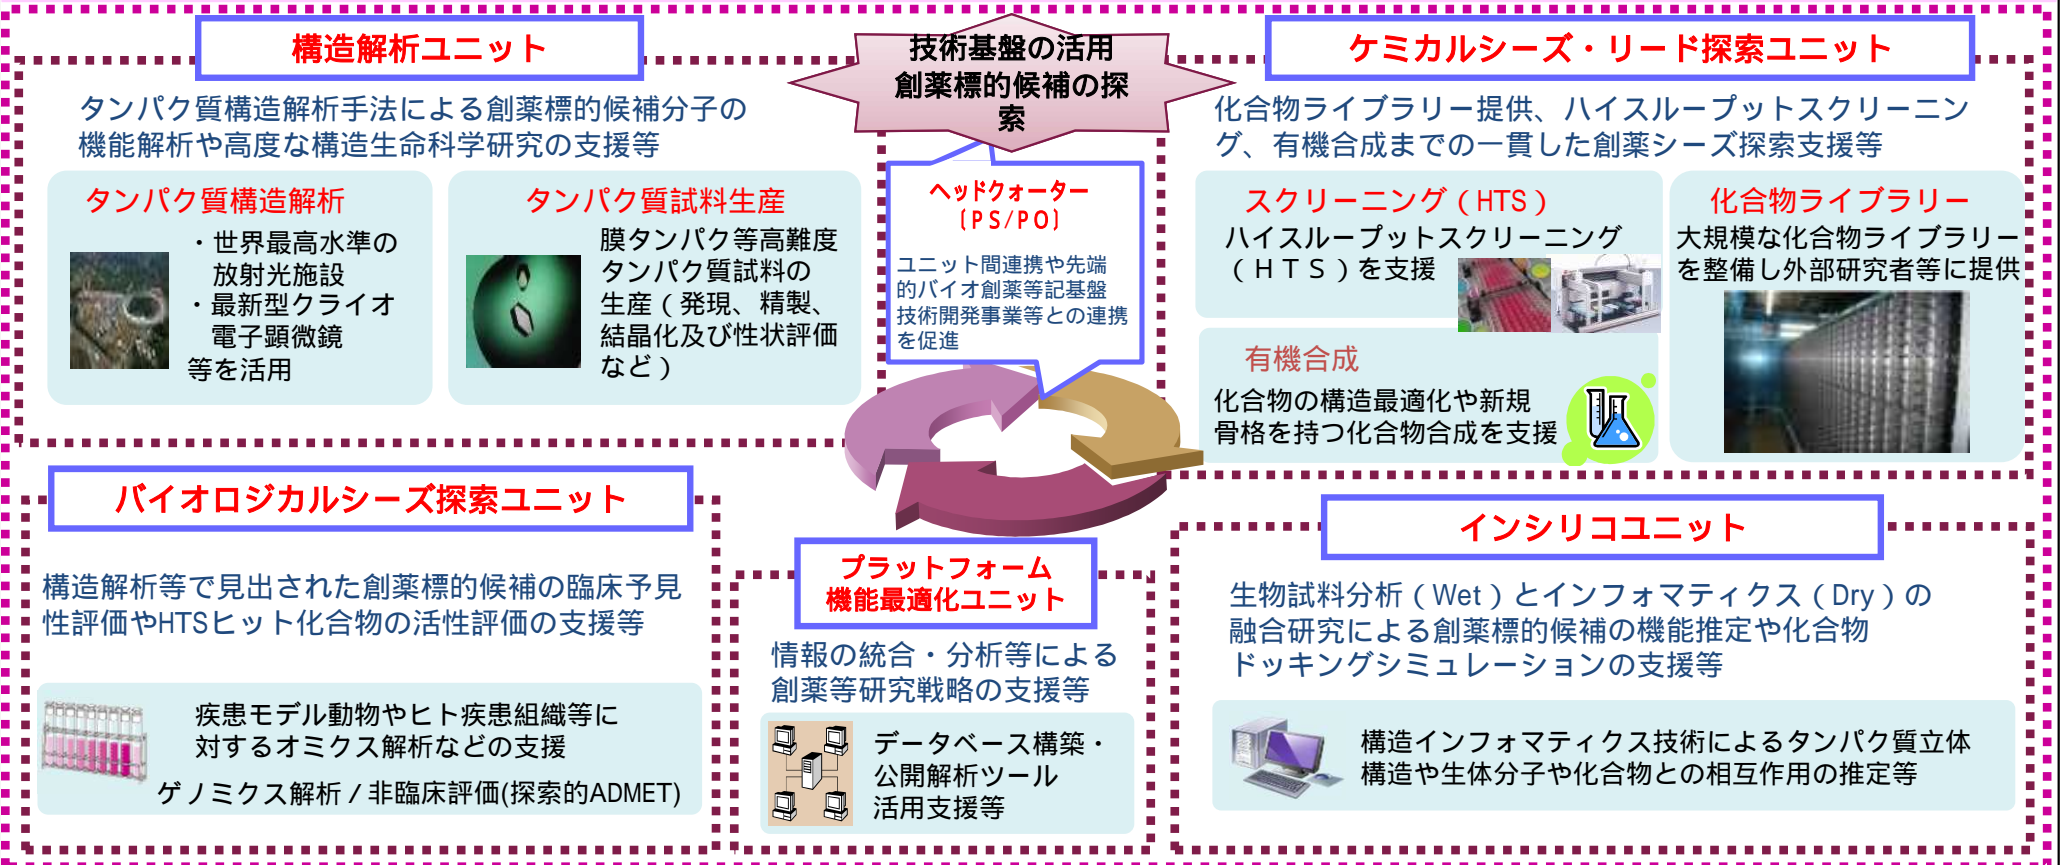 構造解析ユニット
タンパク質構造解析手法による創薬標的候補分子の
機能解析や高度な構造生命科学研究の支援等
タンパク質構造解析
・世界最高水準の
放射光施設
・最新型クライオ
電子顕微鏡
等を活用
タンパク質試料生産
膜タンパク等高難度
タンパク質試料の
生産（発現、精製、
結晶化及び性状評価
など）
技術基盤の活用
創薬標的候補の探
索
ヘッドクォーター
（PS/PO）
ユニット間連携や先端
的バイオ創薬等記基盤
技術開発事業等との連携
を促進
ケミカルシーズ・リード探索ユニット
化合物ライブラリー提供、ハイスループットスクリーニン
グ、有機合成までの一貫した創薬シーズ探索支援等
スクリーニング（HTS）
ハイスループットスクリーニング
（ＨＴＳ）を支援
化合物ライブラリー
大規模な化合物ライブラリー
を整備し外部研究者等に提供
有機合成
化合物の構造最適化や新規
骨格を持つ化合物合成を支援
バイオロジカルシーズ探索ユニット
構造解析等で見出された創薬標的候補の臨床予見
性評価やHTSヒット化合物の活性評価の支援等
疾患モデル動物やヒト疾患組織等に
対するオミクス解析などの支援
ゲノミクス解析／非臨床評価(探索的ADMET)
プラットフォーム
機能最適化ユニット
情報の統合・分析等による
創薬等研究戦略の支援等
データベース構築・
公開解析ツール
活用支援等
インシリコユニット
生物試料分析（Wet）とインフォマティクス（Dry）の
融合研究による創薬標的候補の機能推定や化合物
ドッキングシミュレーションの支援等
構造インフォマティクス技術によるタンパク質立体
構造や生体分子や化合物との相互作用の推定等